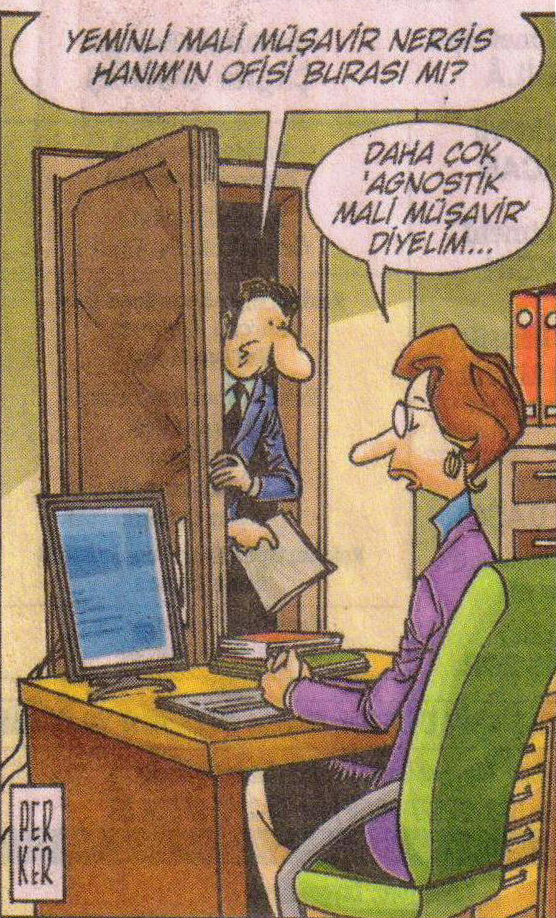 YEMİNLİ MALİ MÜŞAVİR NERGİS
HANIM'IN OFİSİ BURASI MI?
DAHA ÇOK
'AGNOSTİK
MALİ MÜŞAVİR'
DİYELİM...
PER
KER